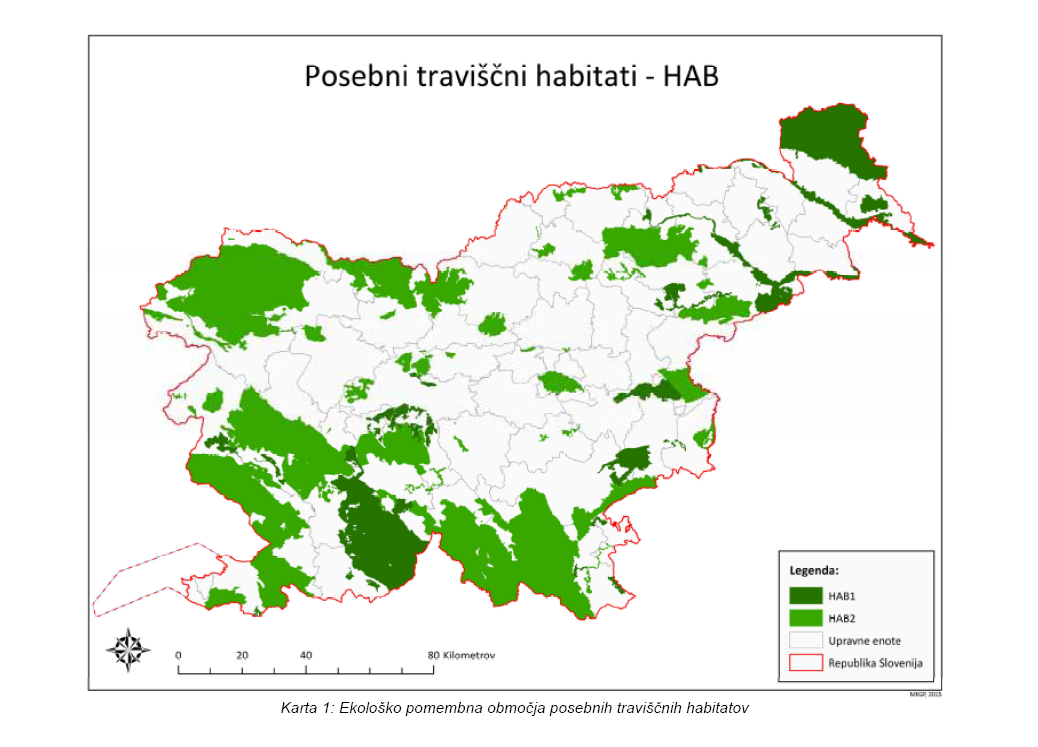 Posebni traviščni habitati - HAB
Legenda:
HAB1
HAB2
Upravne enote
Republika Slovenija
0 20 40 80 Kilometrov
MKGP, 2015
Karta 1: Ekološko pomembna območja posebnih traviščnih habitatov